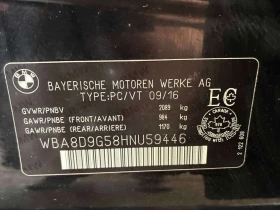 BMW
BAYERISCHE MOTOREN WERKE AG
TYPE:PC/VT 09/16
GVWR/PNBV 2089 kg
GAWR/PNBE (FRONT/AVANT) 984 kg
GAWR/PNBE (REAR/ARRIERE) 1170 kg
WBA8D9G58HNU59446